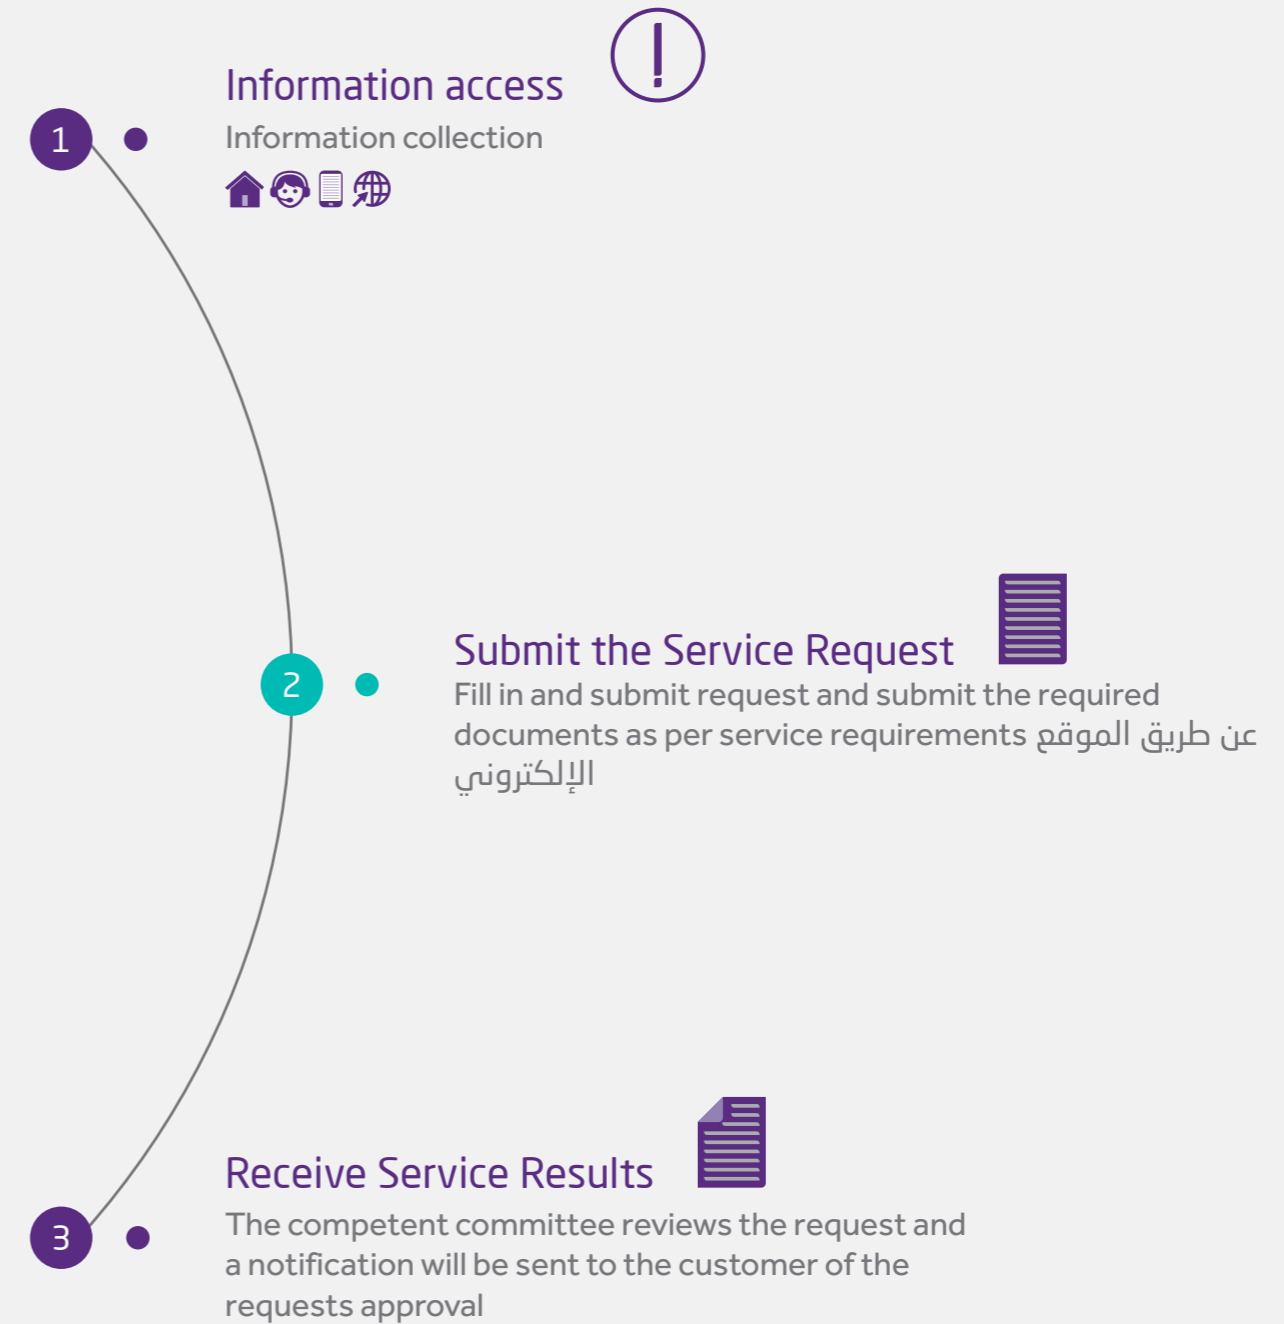 Information access
1
Information collection
Submit the Service Request
2
Fill in and submit request and submit the required
documents as per service requirements عن طريق الموقع
الإلكتروني
Receive Service Results
3
The competent committee reviews the request and
a notification will be sent to the customer of the
requests approval